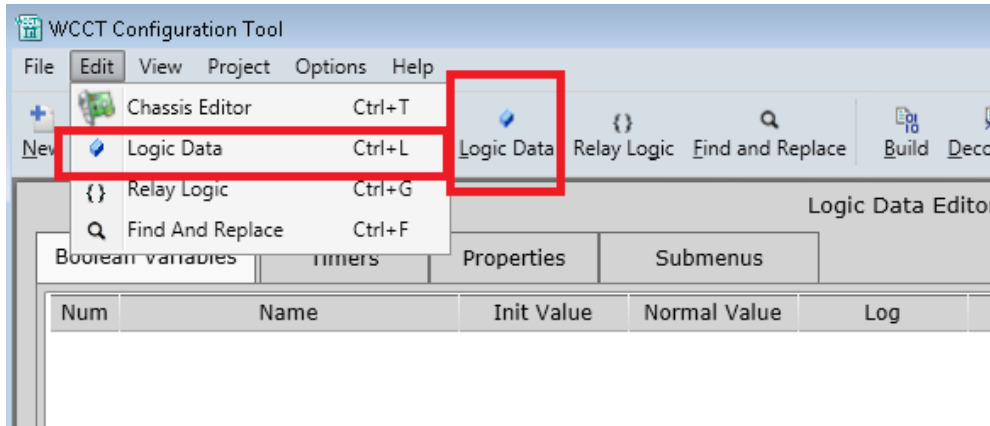 WCCT Configuration Tool
File Edit View Project Options Help
Chassis Editor Ctrl+T
Logic Data Ctrl+L
Relay Logic Ctrl+G
Find And Replace Ctrl+F
Logic Data Relay Logic Find and Replace Build
Logic Data Editor
Boolean Variables Timers Properties Submenus
Num Name Init Value Normal Value Log